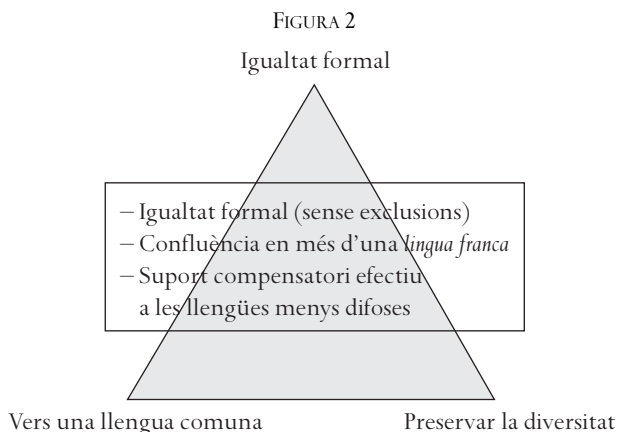 FIGURA 2
Igualtat formal
– Igualtat formal (sense exclusions)
– Confluència en més d’una lingua franca
– Suport compensatori efectiu
a les llengües menys difoses
Vers una llengua comuna
Preservar la diversitat